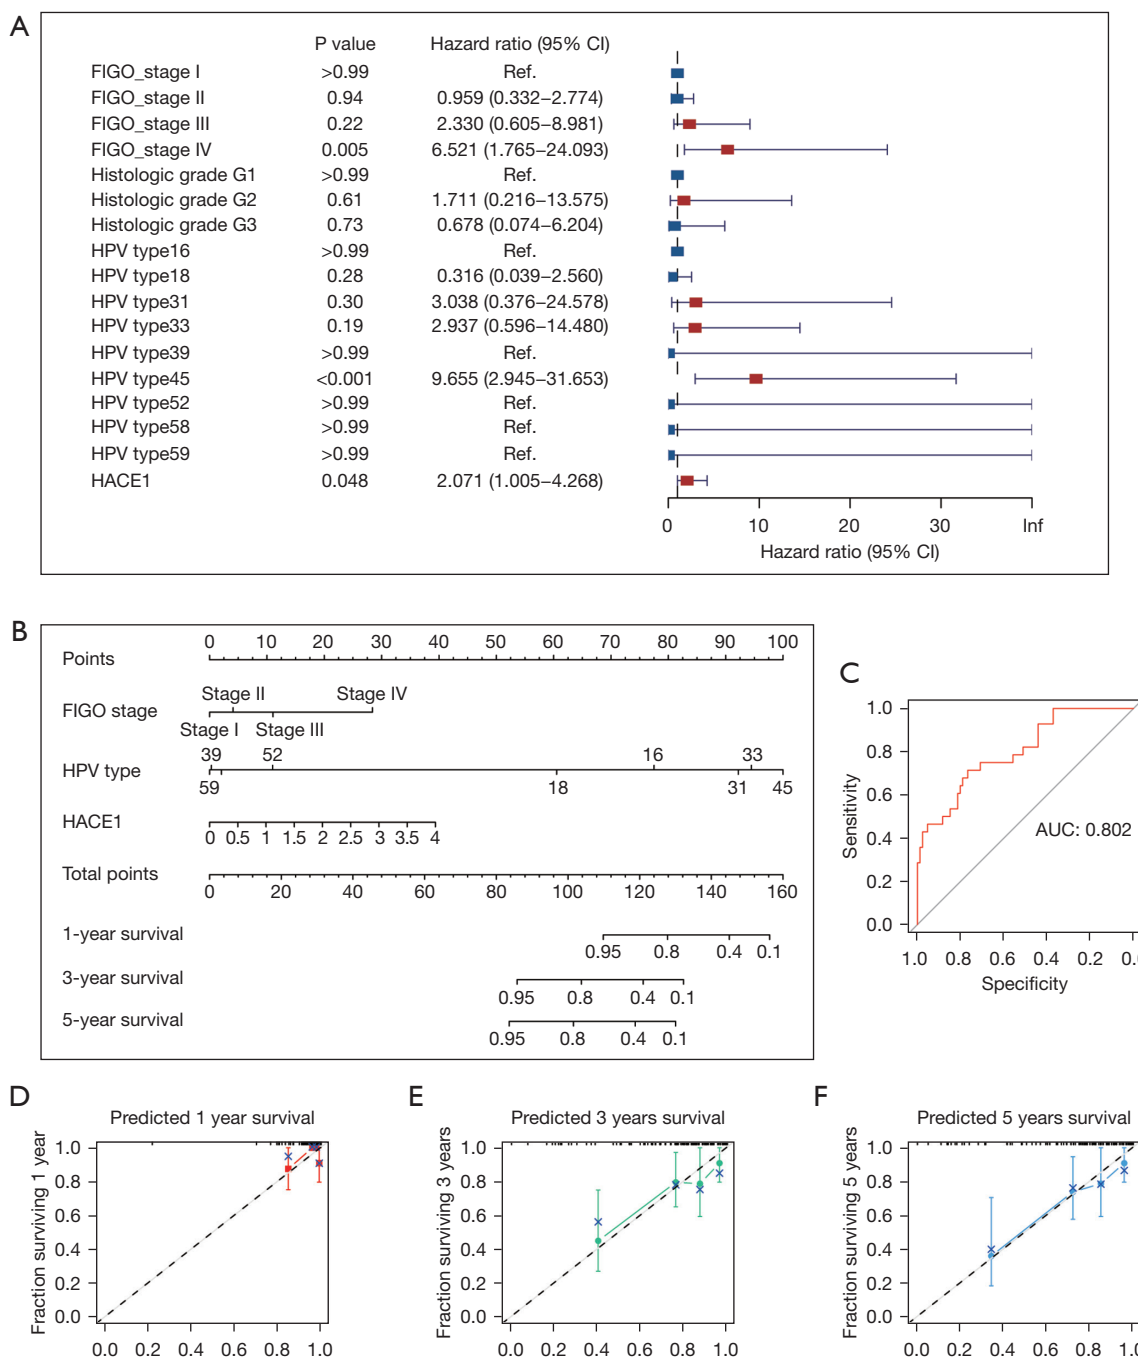 A
P value Hazard ratio (95% CI)
FIGO_stage I >0.99 Ref.
FIGO_stage II 0.94 0.959 (0.332–2.774)
FIGO_stage III 0.22 2.330 (0.605–8.981)
FIGO_stage IV 0.005 6.521 (1.765–24.093)
Histologic grade G1 >0.99 Ref.
Histologic grade G2 0.61 1.711 (0.216–13.575)
Histologic grade G3 0.73 0.678 (0.074–6.204)
HPV type16 >0.99 Ref.
HPV type18 0.28 0.316 (0.039–2.560)
HPV type31 0.30 3.038 (0.376–24.578)
HPV type33 0.19 2.937 (0.596–14.480)
HPV type39 >0.99 Ref.
HPV type45 <0.001 9.655 (2.945–31.653)
HPV type52 >0.99 Ref.
HPV type58 >0.99 Ref.
HPV type59 >0.99 Ref.
HACE1 0.048 2.071 (1.005–4.268)
0 10 20 30 Inf
Hazard ratio (95% CI)
B
Points 0 10 20 30 40 50 60 70 80 90 100
Stage II Stage IV
FIGO stage
Stage I Stage III
39 52 16 33
HPV type
59 18 31 45
HACE1
0 0.5 1 1.5 2 2.5 3 3.5 4
Total points
0 20 40 60 80 100 120 140 160
1-year survival
0.95 0.8 0.4 0.1
3-year survival
0.95 0.8 0.4 0.1
5-year survival
0.95 0.8 0.4 0.1
C
Sensitivity
1.0
0.8
0.6
0.4
0.2
0.0
AUC: 0.802
1.0 0.8 0.6 0.4 0.2
Specificity
D
Predicted 1 year survival
Fraction surviving 1 year
1.0
0.8
0.6
0.4
0.2
0.0
0.0 0.2 0.4 0.6 0.8 1.0
E
Predicted 3 years survival
Fraction surviving 3 years
1.0
0.8
0.6
0.4
0.2
0.0
0.0 0.2 0.4 0.6 0.8 1.0
F
Predicted 5 years survival
Fraction surviving 5 years
1.0
0.8
0.6
0.4
0.2
0.0
0.0 0.2 0.4 0.6 0.8 1.0